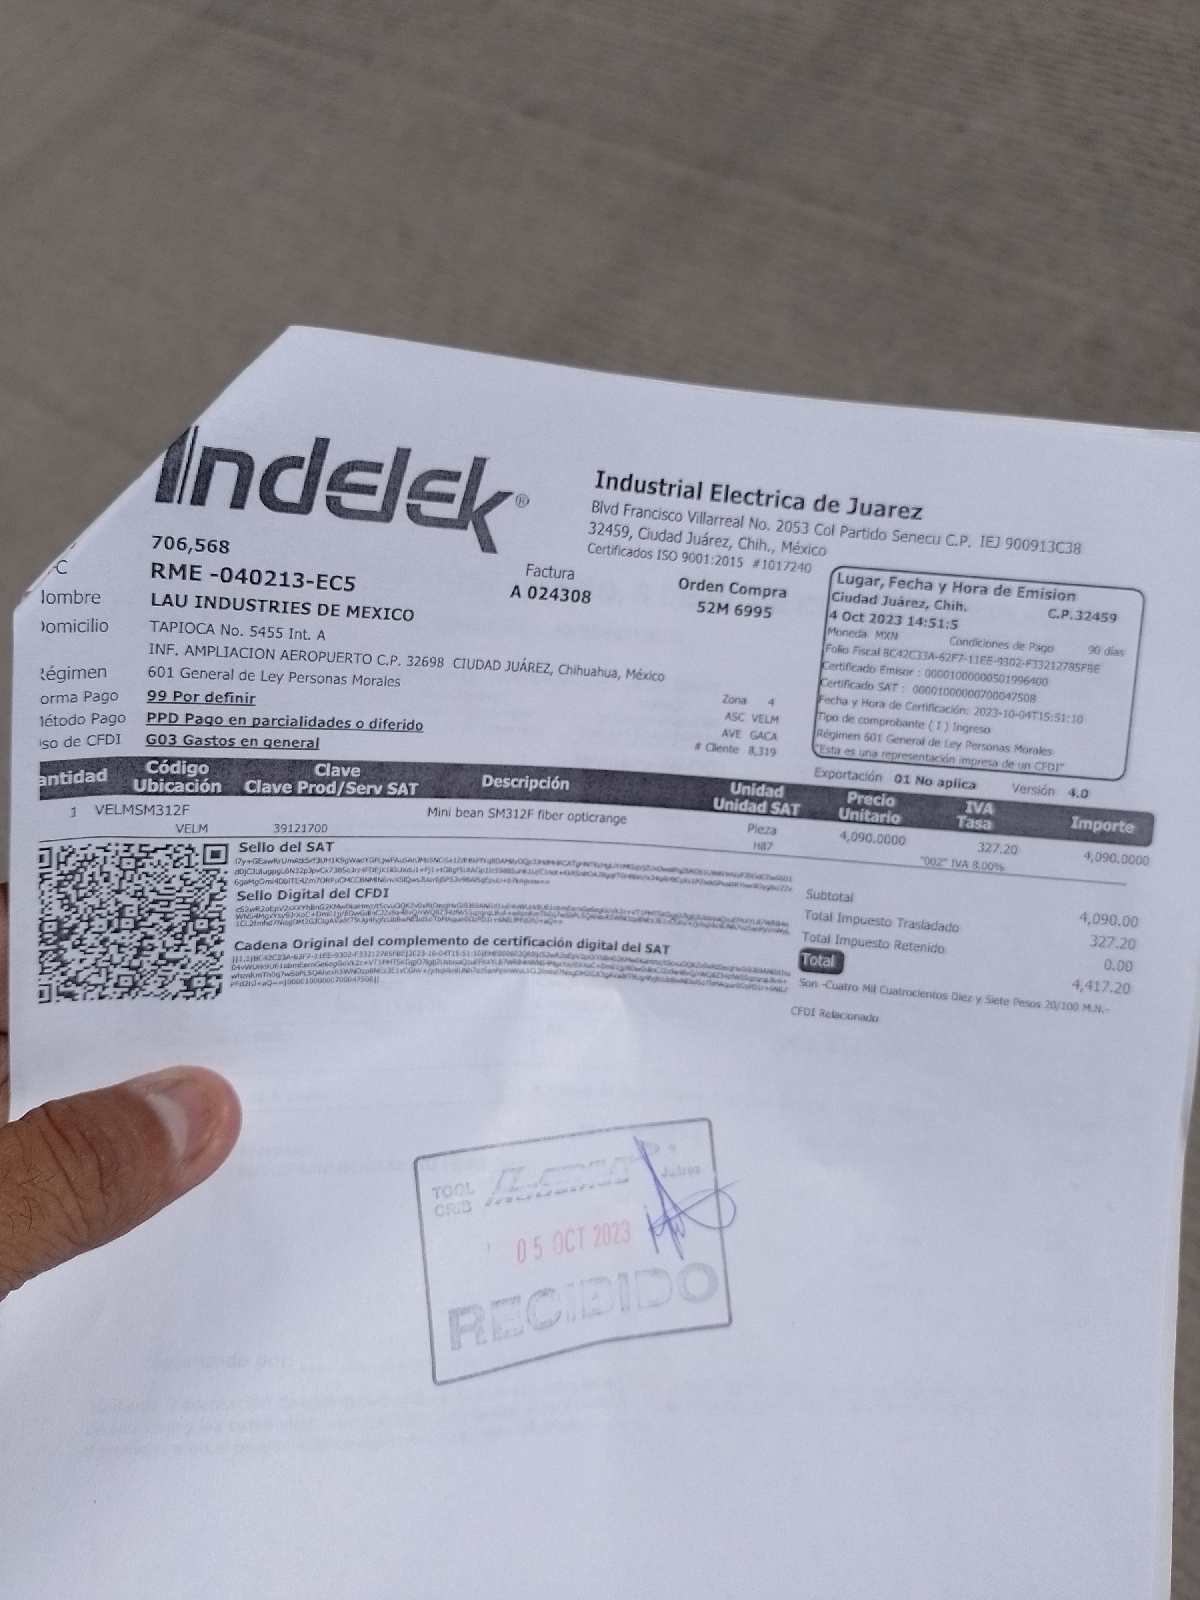 Indelek®
Industrial Electrica de Juarez
Blvd Francisco Villarreal No. 2053 Col Partido Senecu C.P. IEJ 900913C38
32459, Ciudad Juárez, Chih., México
Certificados ISO 9001:2015 #1017240
706,568
RME -040213-EC5
Factura
A 024308
Orden Compra
52M 6995
LAU INDUSTRIES DE MEXICO
TAPIOCA No. 5455 Int. A
INF. AMPLIACION AEROPUERTO C.P. 32698 CIUDAD JUÁREZ, Chihuahua, México
601 General de Ley Personas Morales
99 Por definir
PPD Pago en parcialidades o diferido
G03 Gastos en general
Zona 4
ASC VELM
AVE GACA
# Cliente 8,319
Lugar, Fecha y Hora de Emision
Ciudad Juárez, Chih. C.P.32459
4 Oct 2023 14:51:5
Moneda MXN Condiciones de Pago 90 días
Folio Fiscal BC42C33A-62F7-11EE-9302-F33212785FBE
Certificado Emisor : 00001000000501996400
Certificado SAT : 00001000000700047508
Fecha y Hora de Certificación: 2023-10-04T15:51:10
Tipo de comprobante ( I ) Ingreso
Régimen 601 General de Ley Personas Morales
"Esta es una representación impresa de un CFDI"
Exportación 01 No aplica Versión 4.0
antidad Código Ubicación Clave Clave Prod/Serv SAT Descripción Unidad Unidad SAT Precio Unitario IVA Tasa Importe
1 VELMSM312F Mini bean SM312F fiber opticrange Pieza 4,090.0000 327.20 4,090.0000
VELM 39121700 H87 "002" IVA 8.00%
Sello del SAT
Sello Digital del CFDI
Cadena Original del complemento de certificación digital del SAT
Subtotal 4,090.00
Total Impuesto Trasladado 327.20
Total Impuesto Retenido 0.00
Total 4,417.20
Son -Cuatro Mil Cuatrocientos Diez y Siete Pesos 20/100 M.N.-
CFDI Relacionado
TOOL
CRIB
Juárez
05 OCT 2023
RECIBIDO